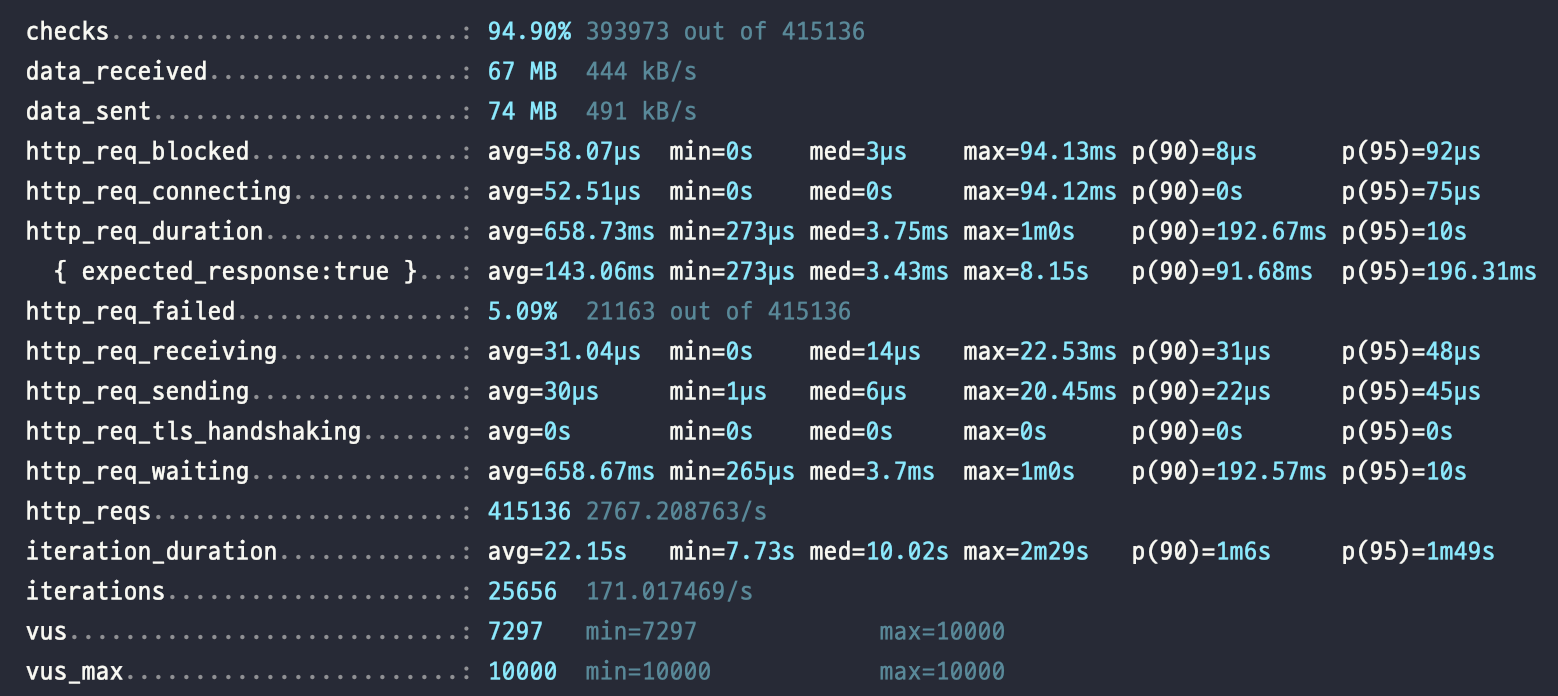 checks.........................: 94.90% 393973 out of 415136
data_received..................: 67 MB  444 kB/s
data_sent......................: 74 MB  491 kB/s
http_req_blocked...............: avg=58.07µs  min=0s    med=3µs    max=94.13ms p(90)=8µs      p(95)=92µs
http_req_connecting............: avg=52.51µs  min=0s    med=0s     max=94.12ms p(90)=0s       p(95)=75µs
http_req_duration..............: avg=658.73ms min=273µs med=3.75ms max=1m0s    p(90)=192.67ms p(95)=10s
  { expected_response:true }...: avg=143.06ms min=273µs med=3.43ms max=8.15s   p(90)=91.68ms  p(95)=196.31ms
http_req_failed................: 5.09%  21163 out of 415136
http_req_receiving.............: avg=31.04µs  min=0s    med=14µs   max=22.53ms p(90)=31µs     p(95)=48µs
http_req_sending...............: avg=30µs     min=1µs   med=6µs    max=20.45ms p(90)=22µs     p(95)=45µs
http_req_tls_handshaking.......: avg=0s       min=0s    med=0s     max=0s      p(90)=0s       p(95)=0s
http_req_waiting...............: avg=658.67ms min=265µs med=3.7ms  max=1m0s    p(90)=192.57ms p(95)=10s
http_reqs......................: 415136 2767.208763/s
iteration_duration.............: avg=22.15s   min=7.73s med=10.02s max=2m29s   p(90)=1m6s     p(95)=1m49s
iterations.....................: 25656  171.017469/s
vus............................: 7297   min=7297             max=10000
vus_max........................: 10000  min=10000            max=10000